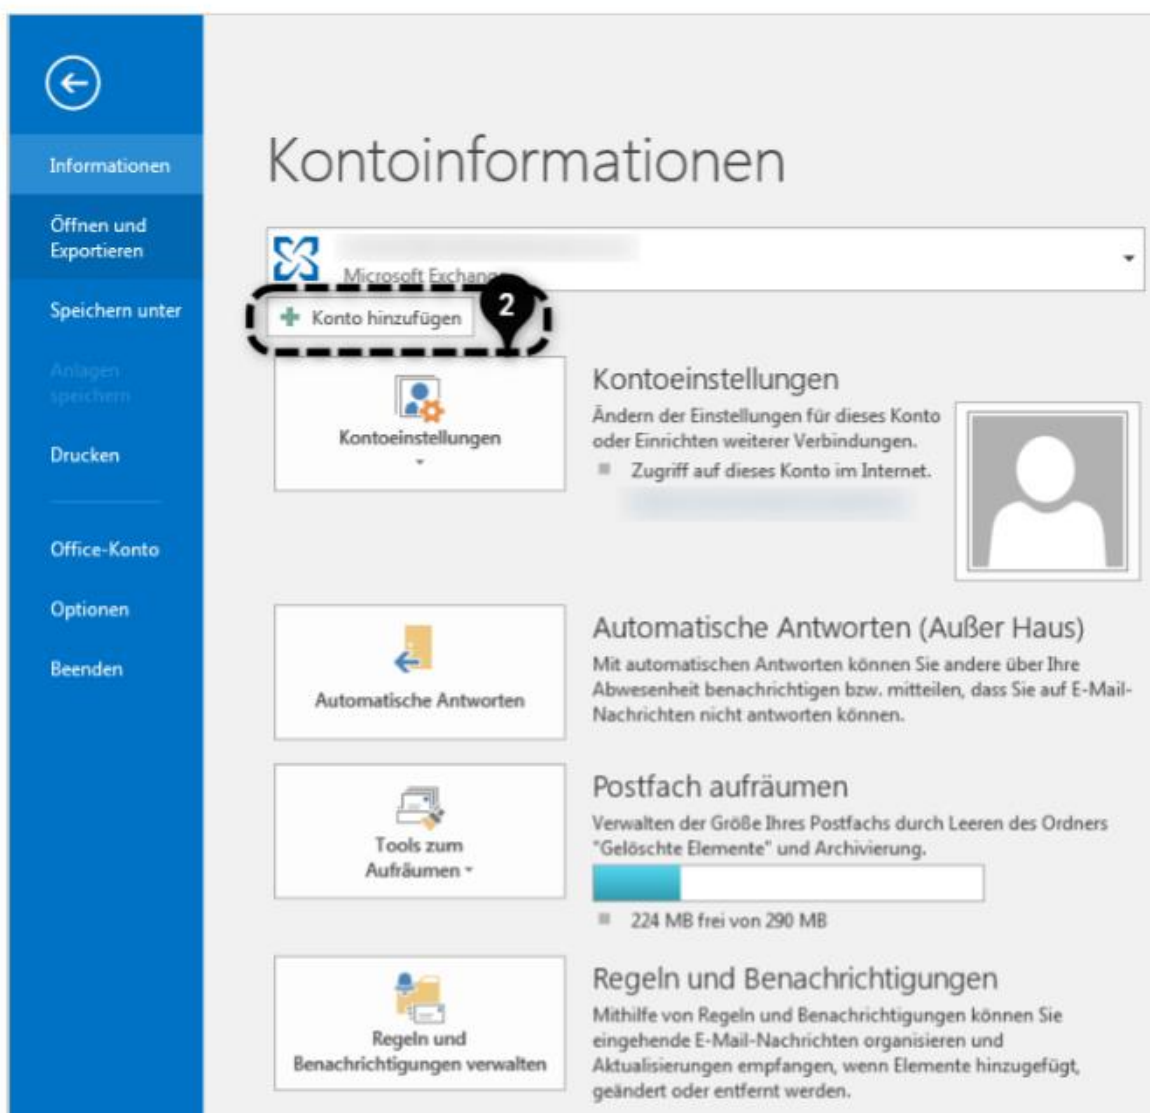 Informationen
Öffnen und
Exportieren
Speichern unter
Anlagen
speichern
Drucken
Office-Konto
Optionen
Beenden
Kontoinformationen
Microsoft Exchange
2
Konto hinzufügen
Kontoeinstellungen
Kontoeinstellungen
Ändern der Einstellungen für dieses Konto
oder Einrichten weiterer Verbindungen.
Zugriff auf dieses Konto im Internet.
Automatische Antworten
Automatische Antworten (Außer Haus)
Mit automatischen Antworten können Sie andere über Ihre
Abwesenheit benachrichtigen bzw. mitteilen, dass Sie auf E-Mail-
Nachrichten nicht antworten können.
Tools zum
Aufräumen
Postfach aufräumen
Verwalten der Größe Ihres Postfachs durch Leeren des Ordners
"Gelöschte Elemente" und Archivierung.
224 MB frei von 290 MB
Regeln und
Benachrichtigungen verwalten
Regeln und Benachrichtigungen
Mithilfe von Regeln und Benachrichtigungen können Sie
eingehende E-Mail-Nachrichten organisieren und
Aktualisierungen empfangen, wenn Elemente hinzugefügt,
geändert oder entfernt werden.